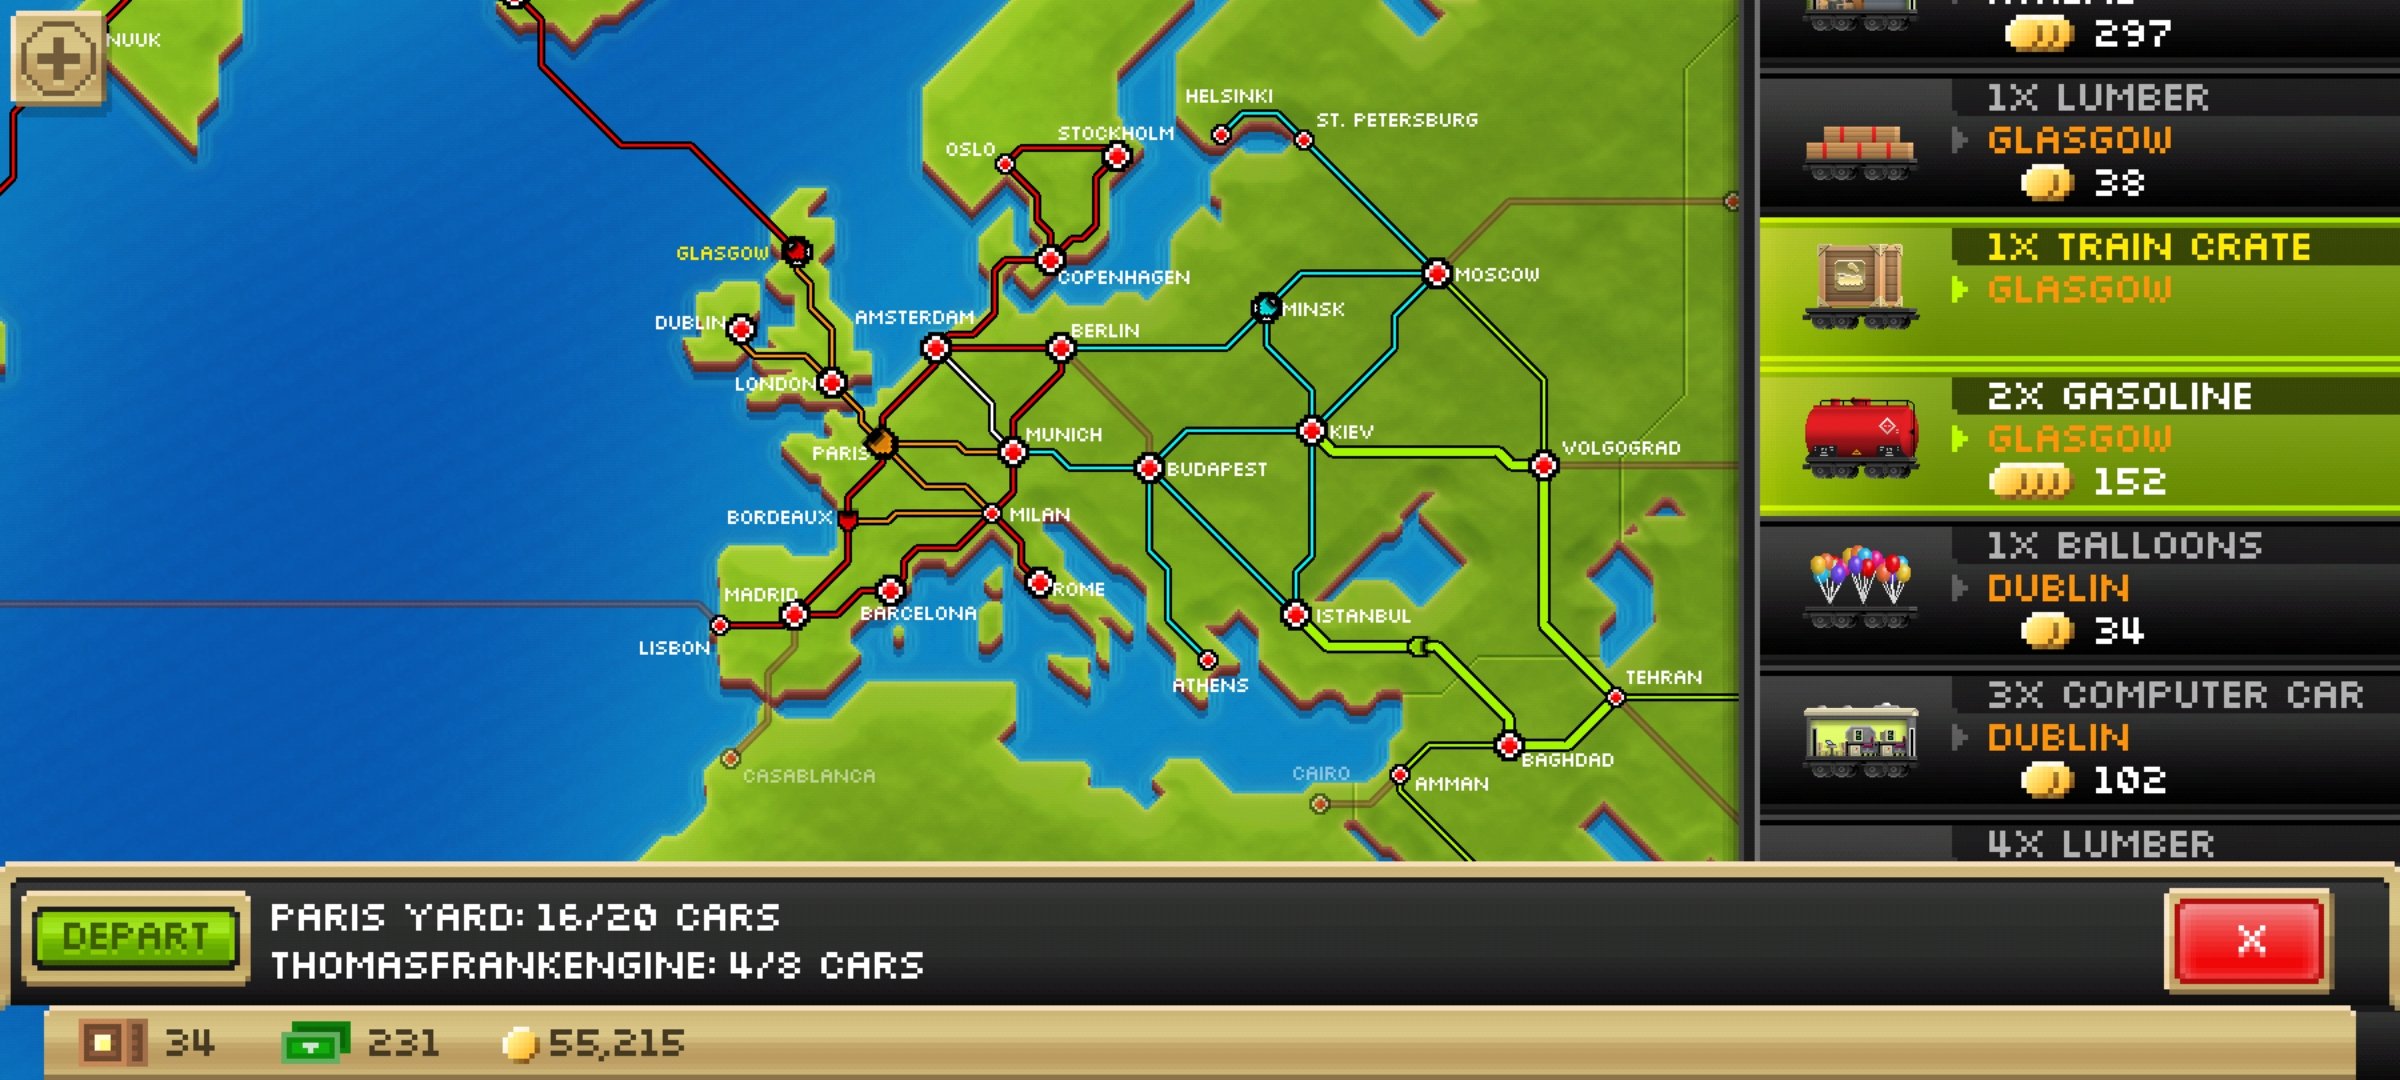 NUUK
HELSINKI
ST. PETERSBURG
STOCKHOLM
OSLO
GLASGOW
COPENHAGEN
MOSCOW
DUBLIN
AMSTERDAM
MINSK
BERLIN
LONDON
PARIS
MUNICH
KIEV
VOLGOGRAD
BUDAPEST
BORDEAUX
MILAN
MADRID
BARCELONA
ROME
ISTANBUL
LISBON
ATHENS
TEHRAN
CASABLANCA
CAIRO
AMMAN
BAGHDAD
297
1X LUMBER
GLASGOW
38
1X TRAIN CRATE
GLASGOW
2X GASOLINE
GLASGOW
152
1X BALLOONS
DUBLIN
34
3X COMPUTER CAR
DUBLIN
102
4X LUMBER
DEPART
PARIS YARD: 16/20 CARS
THOMASFRANKENGINE: 4/8 CARS
X
34
231
55,215